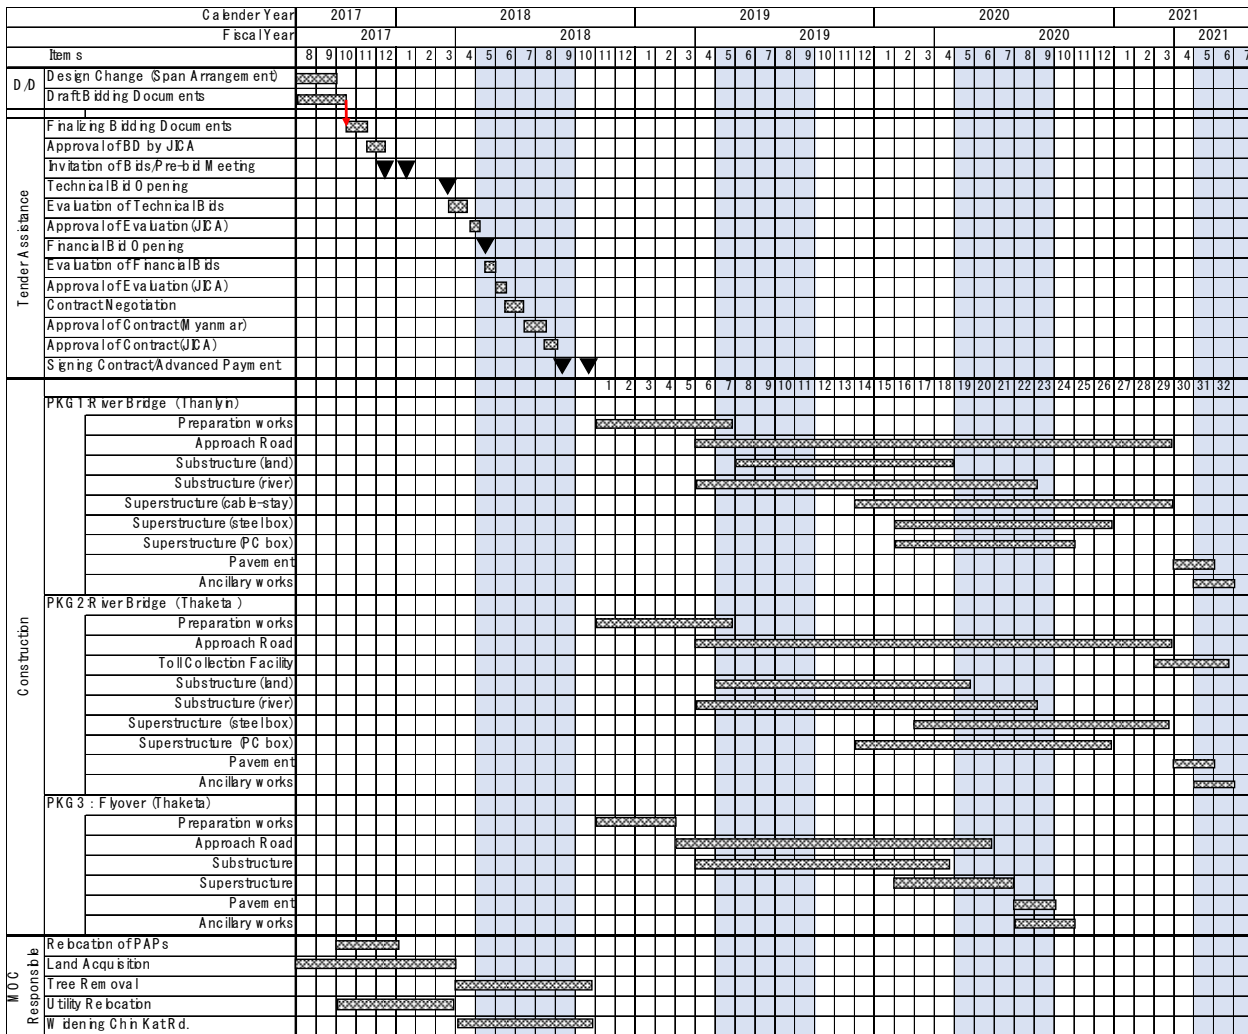 Calender Year 2017 2018 2019 2020 2021
Fiscal Year 2017 2018 2019 2020 2021
Items 8 9 10 11 12 1 2 3 4 5 6 7 8 9 10 11 12 1 2 3 4 5 6 7 8 9 10 11 12 1 2 3 4 5 6 7 8 9 10 11 12 1 2 3 4 5 6 7
D/D
Design Change (Span Arrangement)
Draft Bidding Documents
Tender Assistance
Finalizing Bidding Documents
Approval of BD by JICA
Invitation of Bids/Pre-bid Meeting
Technical Bid Opening
Evaluation of Technical Bids
Approval of Evaluation (JICA)
Financial Bid Opening
Evaluation of Financial Bids
Approval of Evaluation (JICA)
Contract Negotiation
Approval of Contract(Myanmar)
Approval of Contract(JICA)
Signing Contract/Advanced Payment
Construction
1 2 3 4 5 6 7 8 9 10 11 12 13 14 15 16 17 18 19 20 21 22 23 24 25 26 27 28 29 30 31 32
PKG1:River Bridge (Thanlyin)
Preparation works
Approach Road
Substructure (land)
Substructure (river)
Superstructure (cable-stay)
Superstructure (steel box)
Superstructure (PC box)
Pavement
Ancillary works
PKG2:River Bridge (Thaketa )
Preparation works
Approach Road
Toll Collection Facility
Substructure (land)
Substructure (river)
Superstructure (steel box)
Superstructure (PC box)
Pavement
Ancillary works
PKG3 : Flyover (Thaketa)
Preparation works
Approach Road
Substructure
Superstructure
Pavement
Ancillary works
MOC Responsible
Relocation of PAPs
Land Acquisition
Tree Removal
Utility Relocation
Widening Chin Kat Rd.